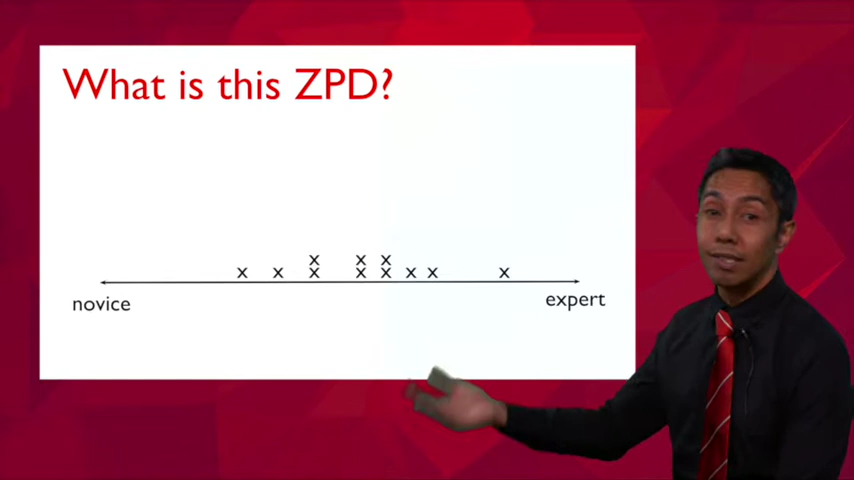 What is this ZPD?
x x x
x x x x x x x x
novice
expert